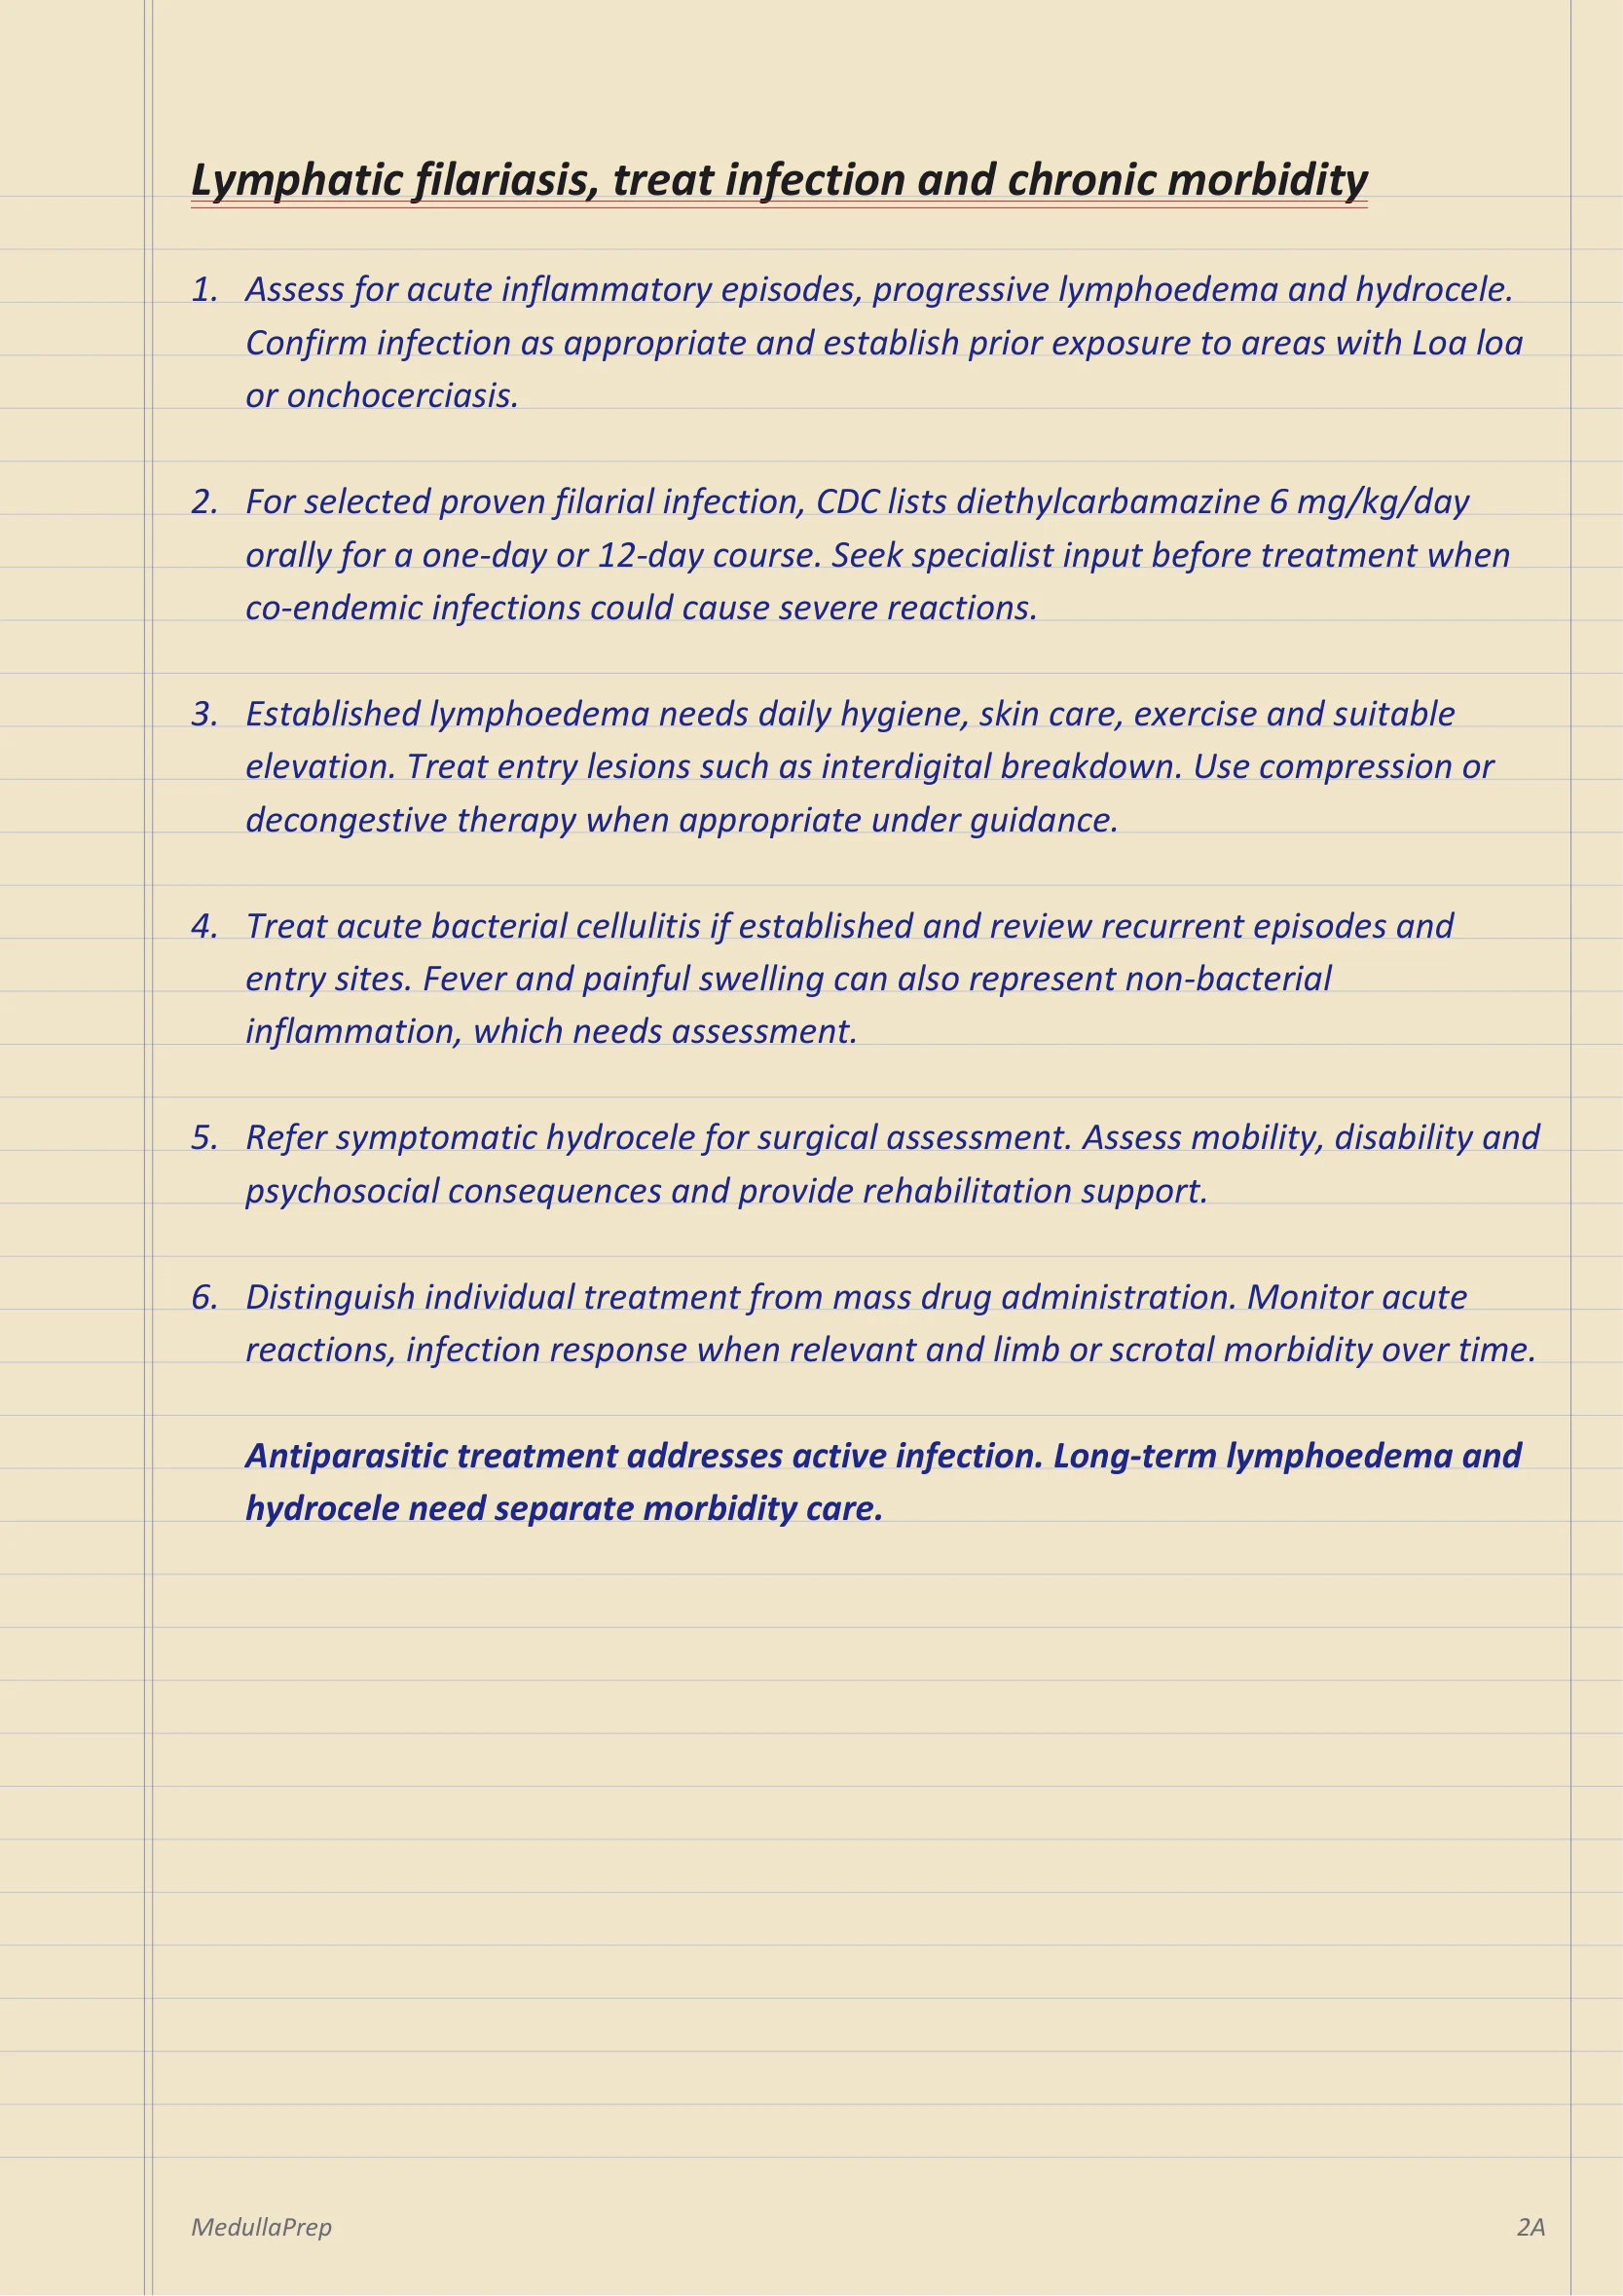 Lymphatic filariasis, treat infection and chronic morbidity
1. Assess for acute inflammatory episodes, progressive lymphoedema and hydrocele.
Confirm infection as appropriate and establish prior exposure to areas with Loa loa
or onchocerciasis.
2. For selected proven filarial infection, CDC lists diethylcarbamazine 6 mg/kg/day
orally for a one-day or 12-day course. Seek specialist input before treatment when
co-endemic infections could cause severe reactions.
3. Established lymphoedema needs daily hygiene, skin care, exercise and suitable
elevation. Treat entry lesions such as interdigital breakdown. Use compression or
decongestive therapy when appropriate under guidance.
4. Treat acute bacterial cellulitis if established and review recurrent episodes and
entry sites. Fever and painful swelling can also represent non-bacterial
inflammation, which needs assessment.
5. Refer symptomatic hydrocele for surgical assessment. Assess mobility, disability and
psychosocial consequences and provide rehabilitation support.
6. Distinguish individual treatment from mass drug administration. Monitor acute
reactions, infection response when relevant and limb or scrotal morbidity over time.
Antiparasitic treatment addresses active infection. Long-term lymphoedema and
hydrocele need separate morbidity care.
MedullaPrep
2A